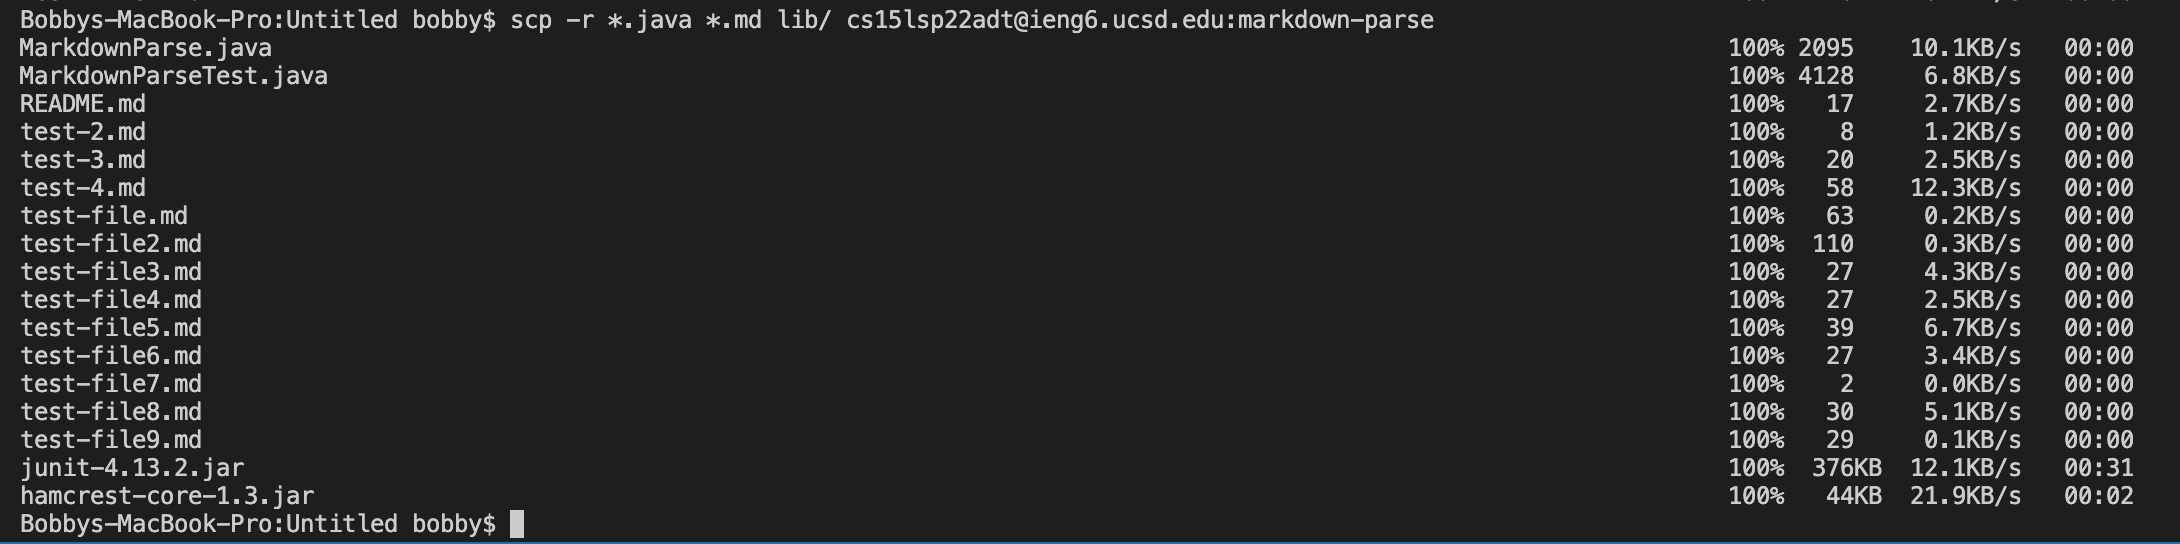 Bobbys-MacBook-Pro:Untitled bobby$ scp -r *.java *.md lib/ cs15lsp22adt@ieng6.ucsd.edu:markdown-parse
MarkdownParse.java 100% 2095 10.1KB/s 00:00
MarkdownParseTest.java 100% 4128 6.8KB/s 00:00
README.md 100% 17 2.7KB/s 00:00
test-2.md 100% 8 1.2KB/s 00:00
test-3.md 100% 20 2.5KB/s 00:00
test-4.md 100% 58 12.3KB/s 00:00
test-file.md 100% 63 0.2KB/s 00:00
test-file2.md 100% 110 0.3KB/s 00:00
test-file3.md 100% 27 4.3KB/s 00:00
test-file4.md 100% 27 2.5KB/s 00:00
test-file5.md 100% 39 6.7KB/s 00:00
test-file6.md 100% 27 3.4KB/s 00:00
test-file7.md 100% 2 0.0KB/s 00:00
test-file8.md 100% 30 5.1KB/s 00:00
test-file9.md 100% 29 0.1KB/s 00:00
junit-4.13.2.jar 100% 376KB 12.1KB/s 00:31
hamcrest-core-1.3.jar 100% 44KB 21.9KB/s 00:02
Bobbys-MacBook-Pro:Untitled bobby$